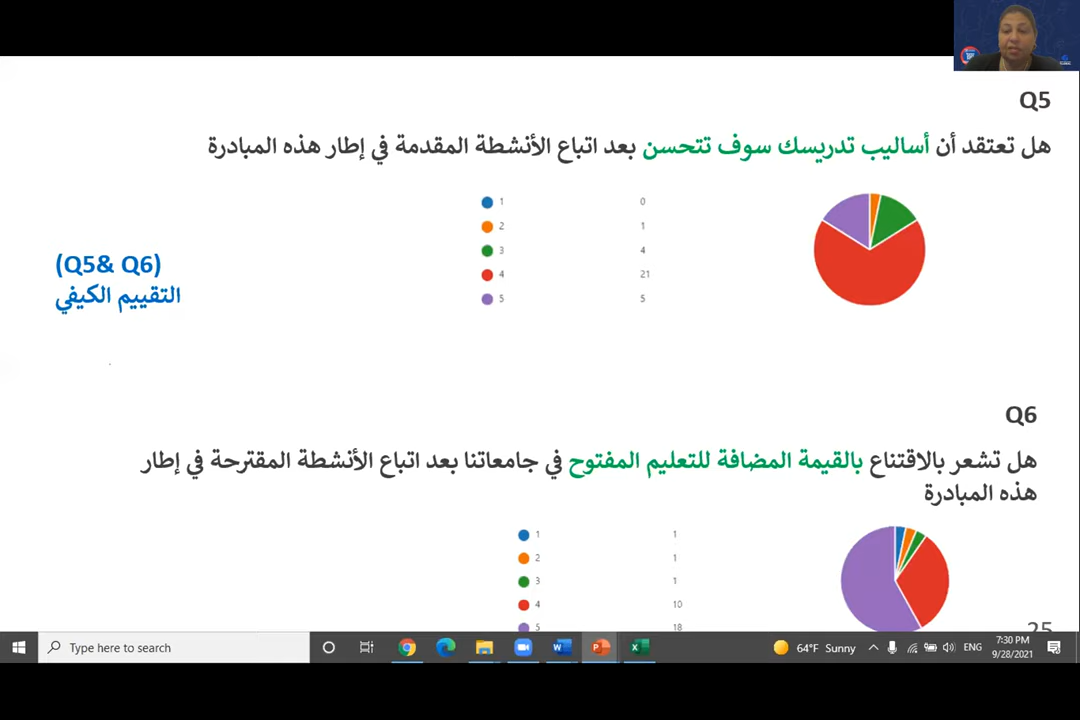 Q5
هل تعتقد أن أساليب تدريسك سوف تتحسن بعد اتباع الأنشطة المقدمة في إطار هذه المبادرة
1 0
2 1
3 4
4 21
5 5
(Q5& Q6)
التقييم الكيفي
Q6
هل تشعر بالاقتناع بالقيمة المضافة للتعليم المفتوح في جامعاتنا بعد اتباع الأنشطة المقترحة في إطار
هذه المبادرة
1 1
2 1
3 1
4 10
5 18
25
Type here to search
64°F Sunny
ENG
7:30 PM
9/28/2021